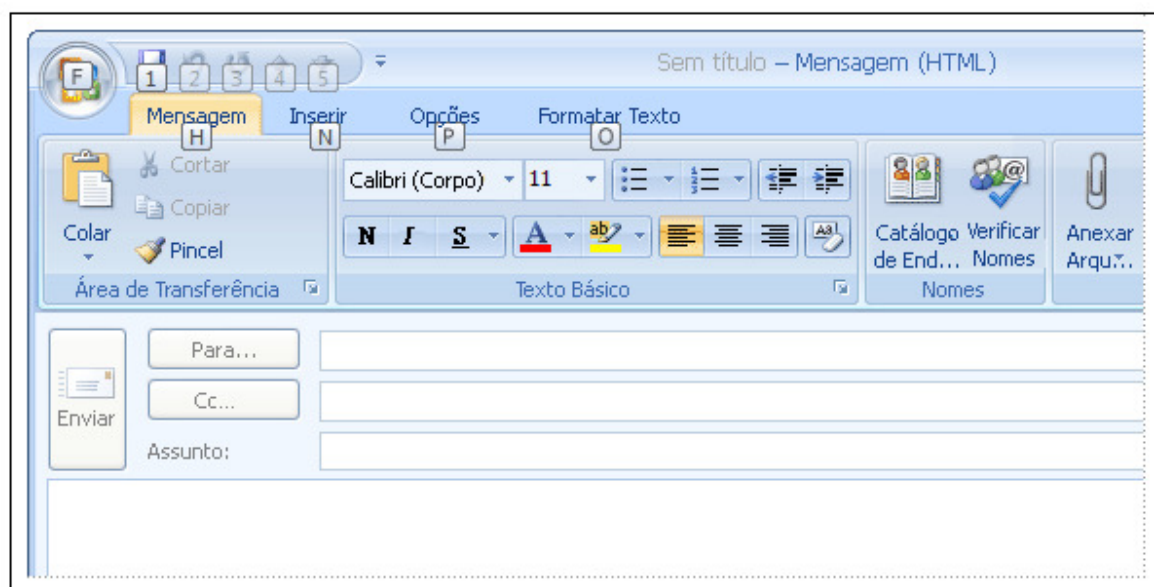 F 1 2 3 4 5 Sem título – Mensagem (HTML)
Mensagem Inserir Opções Formatar Texto
H N P O
Colar
Cortar
Copiar
Pincel
Área de Transferência
Calibri (Corpo) 11
N I S A ab Aa
Texto Básico
Catálogo de End...
Verificar Nomes
Nomes
Anexar Arqu...
Enviar
Para...
Cc...
Assunto: